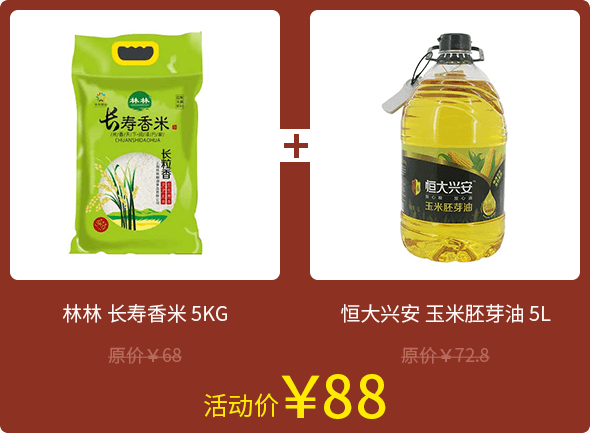 林林
长寿香米
CHUANSHIDAOHUA
长粒香
+
恒大兴安
玉米胚芽油
林林 长寿香米 5KG
恒大兴安 玉米胚芽油 5L
原价￥68
原价￥72.8
活动价￥88